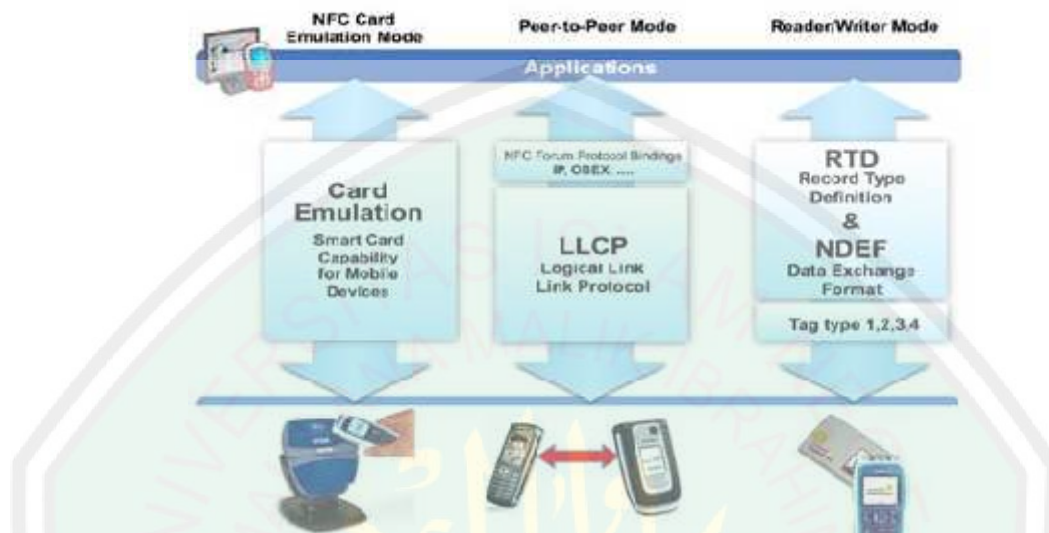 NFC Card
Emulation Mode
Peer-to-Peer Mode
Reader/Writer Mode
Applications
Card
Emulation
Smart Card
Capability
for Mobile
Devices
NFC Forum Protocol Bindings
IP, OBEX, ....
LLCP
Logical Link
Link Protocol
RTD
Record Type
Definition
&
NDEF
Data Exchange
Format
Tag type 1,2,3,4